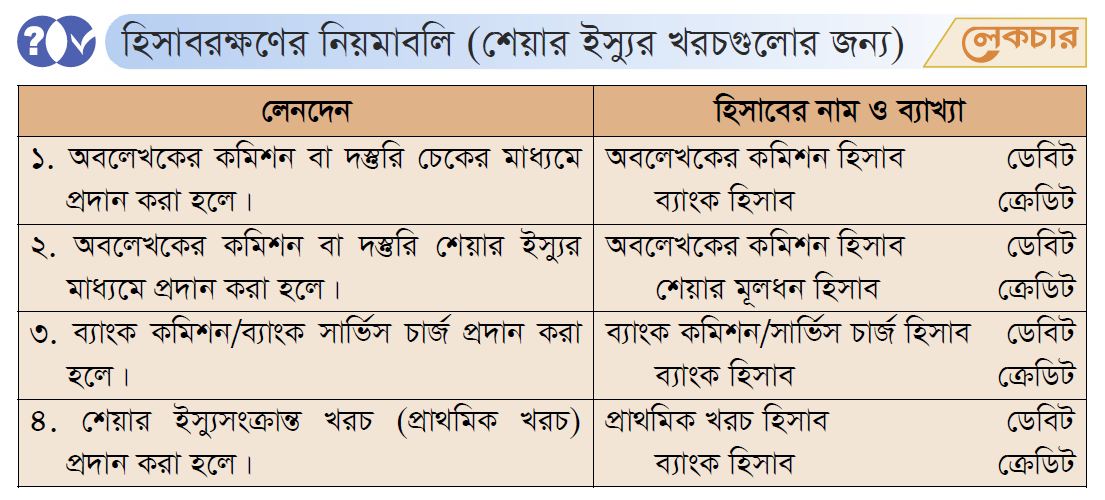 হিসাবরক্ষণের নিয়মাবলি (শেয়ার ইস্যুর খরচগুলোর জন্য) লেকচার
লেনদেন হিসাবের নাম ও ব্যাখ্যা
১. অবলেখকের কমিশন বা দস্তুরি চেকের মাধ্যমে অবলেখকের কমিশন হিসাব ডেবিট
প্রদান করা হলে। ব্যাংক হিসাব ক্রেডিট
২. অবলেখকের কমিশন বা দস্তুরি শেয়ার ইস্যুর অবলেখকের কমিশন হিসাব ডেবিট
মাধ্যমে প্রদান করা হলে। শেয়ার মূলধন হিসাব ক্রেডিট
৩. ব্যাংক কমিশন/ব্যাংক সার্ভিস চার্জ প্রদান করা ব্যাংক কমিশন/সার্ভিস চার্জ হিসাব ডেবিট
হলে। ব্যাংক হিসাব ক্রেডিট
৪. শেয়ার ইস্যুসংক্রান্ত খরচ (প্রাথমিক খরচ) প্রাথমিক খরচ হিসাব ডেবিট
প্রদান করা হলে। ব্যাংক হিসাব ক্রেডিট